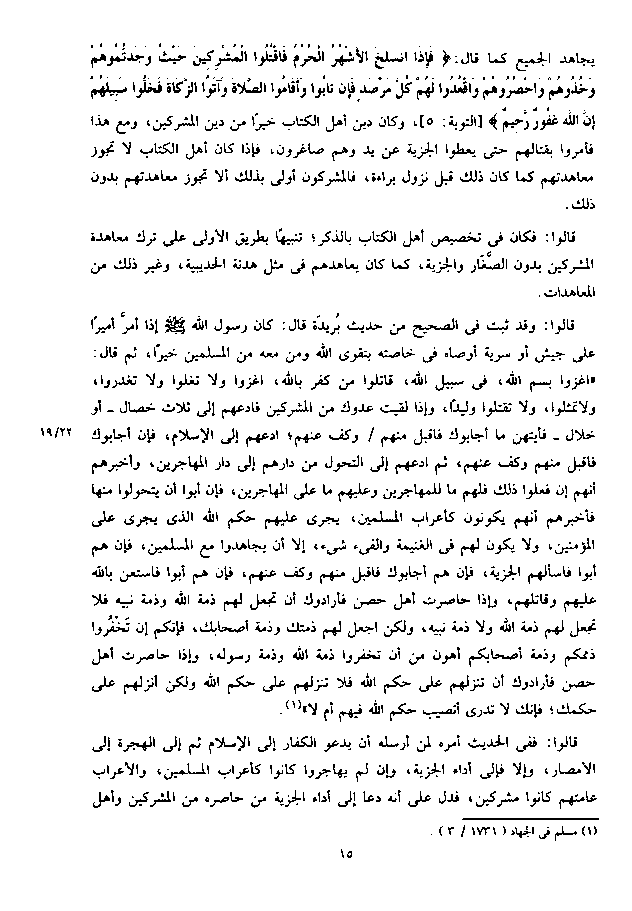 يجاهد الجميع كما قال: ﴿ فَإِذَا انسلخَ الأَشْهُرُ الْحُرُمُ فَاقْتُلُوا الْمُشْرِكِينَ حَيْثُ وَجَدتُّمُوهُمْ
وَخُذُوهُمْ وَاحْصُرُوهُمْ وَاقْعُدُوا لَهُمْ كُلَّ مَرْصَدٍ فَإِن تَابُوا وَأَقَامُوا الصَّلاةَ وَآتَوُا الزَّكَاةَ فَخَلُّوا سَبِيلَهُمْ
إِنَّ اللَّهَ غَفُورٌ رَّحِيمٌ ﴾ [التوبة: ٥]، وكان دين أهل الكتاب خيرًا من دين المشركين، ومع هذا
فأمروا بقتالهم حتى يعطوا الجزية عن يد وهم صاغرون، فإذا كان أهل الكتاب لا تجوز
معاهدتهم كما كان ذلك قبل نزول براءة، فالمشركون أولى بذلك ألا تجوز معاهدتهم بدون
ذلك.
قالوا: فكان فى تخصيص أهل الكتاب بالذكر؛ تنبيهًا بطريق الأولى على ترك معاهدة
المشركين بدون الصَّغَار والجزية، كما كان يعاهدهم فى مثل هدنة الحديبية، وغير ذلك من
المعاهدات.
قالوا: وقد ثبت فى الصحيح من حديث بُريدَة قال: كان رسول الله ﷺ إذا أمرَّ أميرًا
على جيش أو سرية أوصاه فى خاصته بتقوى الله ومن معه من المسلمين خيرًا، ثم قال:
«اغزوا بسم الله، فى سبيل الله، قاتلوا من كفر بالله، اغزوا ولا تغلوا ولا تغدروا،
ولاتمثلوا، ولا تقتلوا وليدًا، وإذا لقيت عدوك من المشركين فادعهم إلى ثلاث خصال ـ أو
خلال ـ فأيتهن ما أجابوك فاقبل منهم / وكف عنهم؛ ادعهم إلى الإسلام، فإن أجابوك
١٩/٢٢
فاقبل منهم وكف عنهم، ثم ادعهم إلى التحول من دارهم إلى دار المهاجرين، وأخبرهم
أنهم إن فعلوا ذلك فلهم ما للمهاجرين وعليهم ما على المهاجرين، فإن أبوا أن يتحولوا منها
فأخبرهم أنهم يكونون كأعراب المسلمين، يجرى عليهم حكم الله الذى يجرى على
المؤمنين، ولا يكون لهم فى الغنيمة والفىء شىء، إلا أن يجاهدوا مع المسلمين، فإن هم
أبوا فاسألهم الجزية، فإن هم أجابوك فاقبل منهم وكف عنهم، فإن هم أبوا فاستعن بالله
عليهم وقاتلهم، وإذا حاصرت أهل حصن فأرادوك أن تجعل لهم ذمة الله وذمة نبيه فلا
تجعل لهم ذمة الله ولا ذمة نبيه، ولكن اجعل لهم ذمتك وذمة أصحابك، فإنكم إن تَخْفُروا
ذمكم وذمة أصحابكم أهون من أن تخفروا ذمة الله وذمة رسوله، وإذا حاصرت أهل
حصن فأرادوك أن تنزلهم على حكم الله فلا تنزلهم على حكم الله ولكن أنزلهم على
حكمك؛ فإنك لا تدرى أتصيب حكم الله فيهم أم لا»(١).
قالوا: ففى الحديث أمره لمن أرسله أن يدعو الكفار إلى الإسلام ثم إلى الهجرة إلى
الأمصار، وإلا فإلى أداء الجزية، وإن لم يهاجروا كانوا كأعراب المسلمين، والأعراب
عامتهم كانوا مشركين، فدل على أنه دعا إلى أداء الجزية من حاصره من المشركين وأهل
(١) مسلم فى الجهاد ( ١٧٣١ / ٣ ) .
١٥